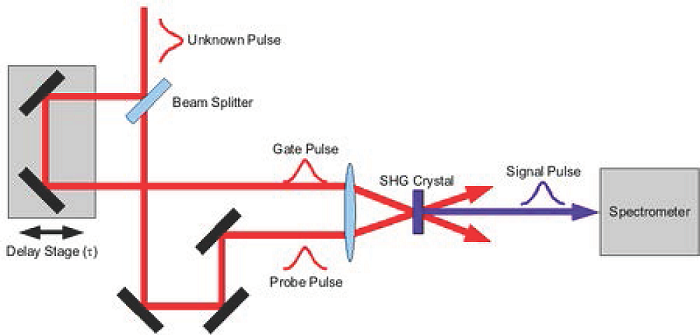 Unknown Pulse
Beam Splitter
Gate Pulse
SHG Crystal
Signal Pulse
Spectrometer
Delay Stage (τ)
Probe Pulse